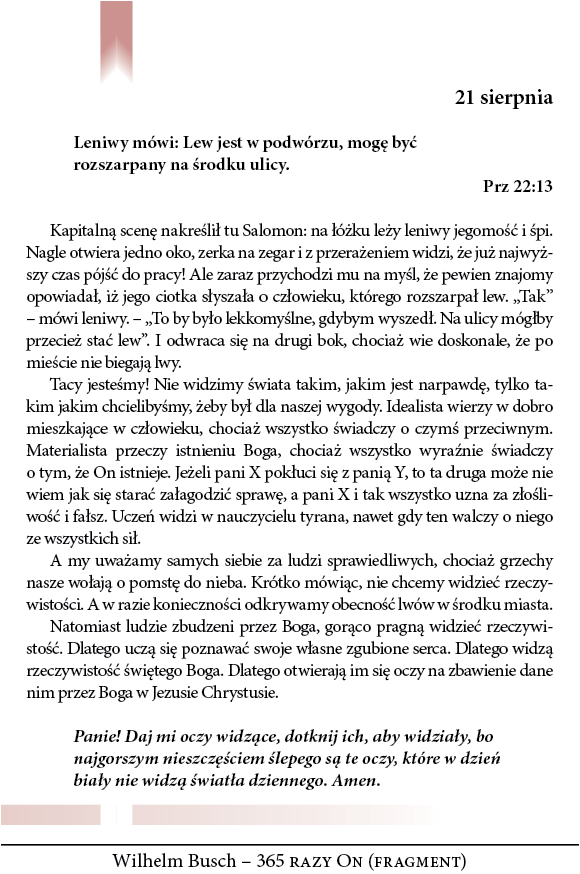 21 sierpnia
Leniwy mówi: Lew jest w podwórzu, mogę być
rozszarpany na środku ulicy.
Prz 22:13
Kapitalną scenę nakreślił tu Salomon: na łóżku leży leniwy jegomość i śpi.
Nagle otwiera jedno oko, zerka na zegar i z przerażeniem widzi, że już najwyż-
szy czas pójść do pracy! Ale zaraz przychodzi mu na myśl, że pewien znajomy
opowiadał, iż jego ciotka słyszała o człowieku, którego rozszarpał lew. „Tak”
– mówi leniwy. – „To by było lekkomyślne, gdybym wyszedł. Na ulicy mógłby
przecież stać lew”. I odwraca się na drugi bok, chociaż wie doskonale, że po
mieście nie biegają lwy.
Tacy jesteśmy! Nie widzimy świata takim, jakim jest narpawdę, tylko ta-
kim jakim chcielibyśmy, żeby był dla naszej wygody. Idealista wierzy w dobro
mieszkające w człowieku, chociaż wszystko świadczy o czymś przeciwnym.
Materialista przeczy istnieniu Boga, chociaż wszystko wyraźnie świadczy
o tym, że On istnieje. Jeżeli pani X pokłuci się z panią Y, to ta druga może nie
wiem jak się starać załagodzić sprawę, a pani X i tak wszystko uzna za złośli-
wość i fałsz. Uczeń widzi w nauczycielu tyrana, nawet gdy ten walczy o niego
ze wszystkich sił.
A my uważamy samych siebie za ludzi sprawiedliwych, chociaż grzechy
nasze wołają o pomstę do nieba. Krótko mówiąc, nie chcemy widzieć rzeczy-
wistości. A w razie konieczności odkrywamy obecność lwów w środku miasta.
Natomiast ludzie zbudzeni przez Boga, gorąco pragną widzieć rzeczywi-
stość. Dlatego uczą się poznawać swoje własne zgubione serca. Dlatego widzą
rzeczywistość świętego Boga. Dlatego otwierają im się oczy na zbawienie dane
nim przez Boga w Jezusie Chrystusie.
Panie! Daj mi oczy widzące, dotknij ich, aby widziały, bo
najgorszym nieszczęściem ślepego są te oczy, które w dzień
biały nie widzą światła dziennego. Amen.
Wilhelm Busch – 365 razy On (fragment)